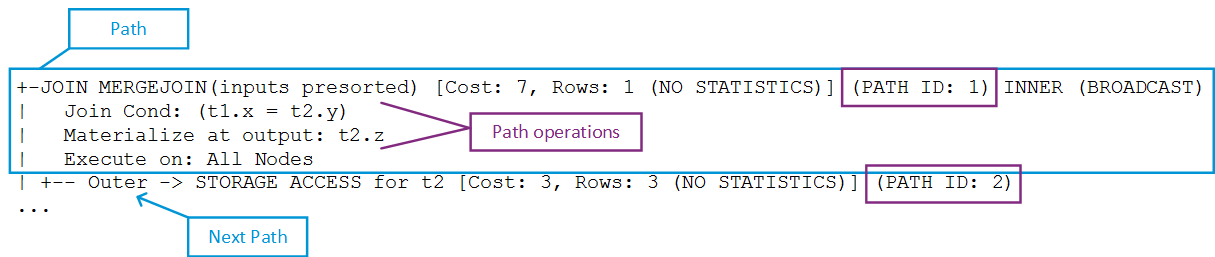 Path
+-JOIN MERGEJOIN(inputs presorted) [Cost: 7, Rows: 1 (NO STATISTICS)] (PATH ID: 1) INNER (BROADCAST)
|   Join Cond: (t1.x = t2.y)
|   Materialize at output: t2.z
Path operations
|   Execute on: All Nodes
| +-- Outer -> STORAGE ACCESS for t2 [Cost: 3, Rows: 3 (NO STATISTICS)] (PATH ID: 2)
...
Next Path